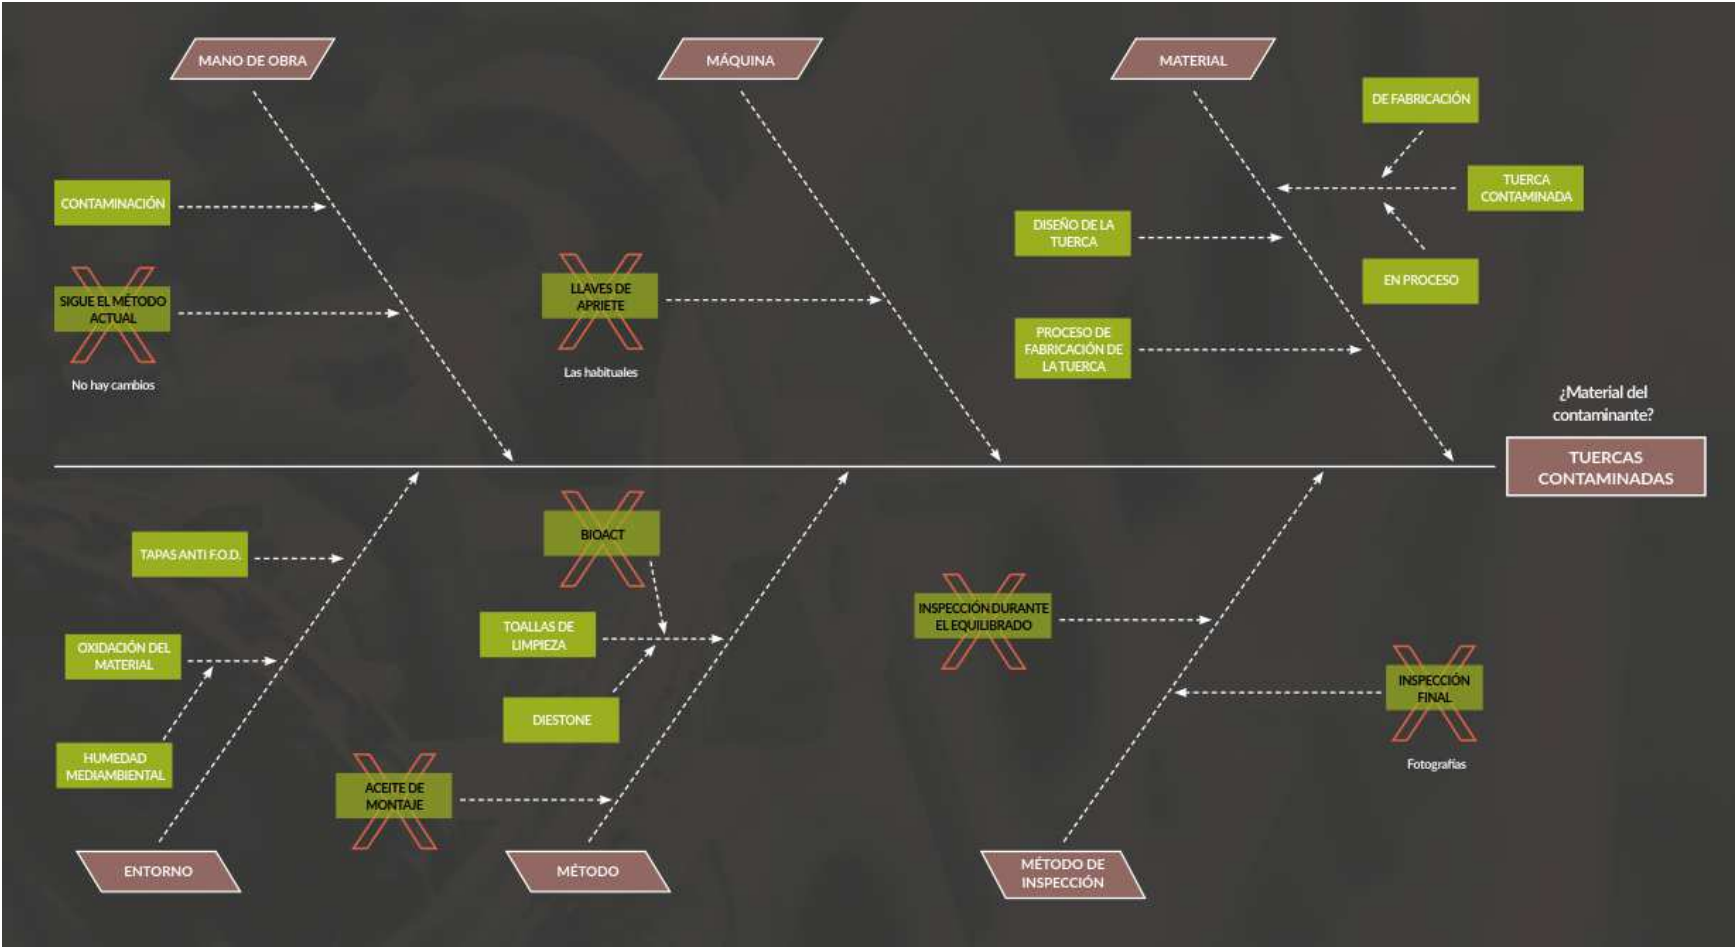 MANO DE OBRA
MÁQUINA
MATERIAL
DE FABRICACIÓN
TUERCA
CONTAMINADA
CONTAMINACIÓN
DISEÑO DE LA
TUERCA
EN PROCESO
SIGUE EL MÉTODO
ACTUAL
No hay cambios
LLAVES DE
APRIETE
Las habituales
PROCESO DE
FABRICACIÓN DE
LA TUERCA
¿Material del
contaminante?
TUERCAS
CONTAMINADAS
TAPAS ANTI F.O.D.
BIOACT
OXIDACIÓN DEL
MATERIAL
TOALLAS DE
LIMPIEZA
INSPECCIÓN DURANTE
EL EQUILIBRADO
INSPECCIÓN
FINAL
Fotografías
HUMEDAD
MEDIAMBIENTAL
DIESTONE
ACEITE DE
MONTAJE
ENTORNO
MÉTODO
MÉTODO DE
INSPECCIÓN